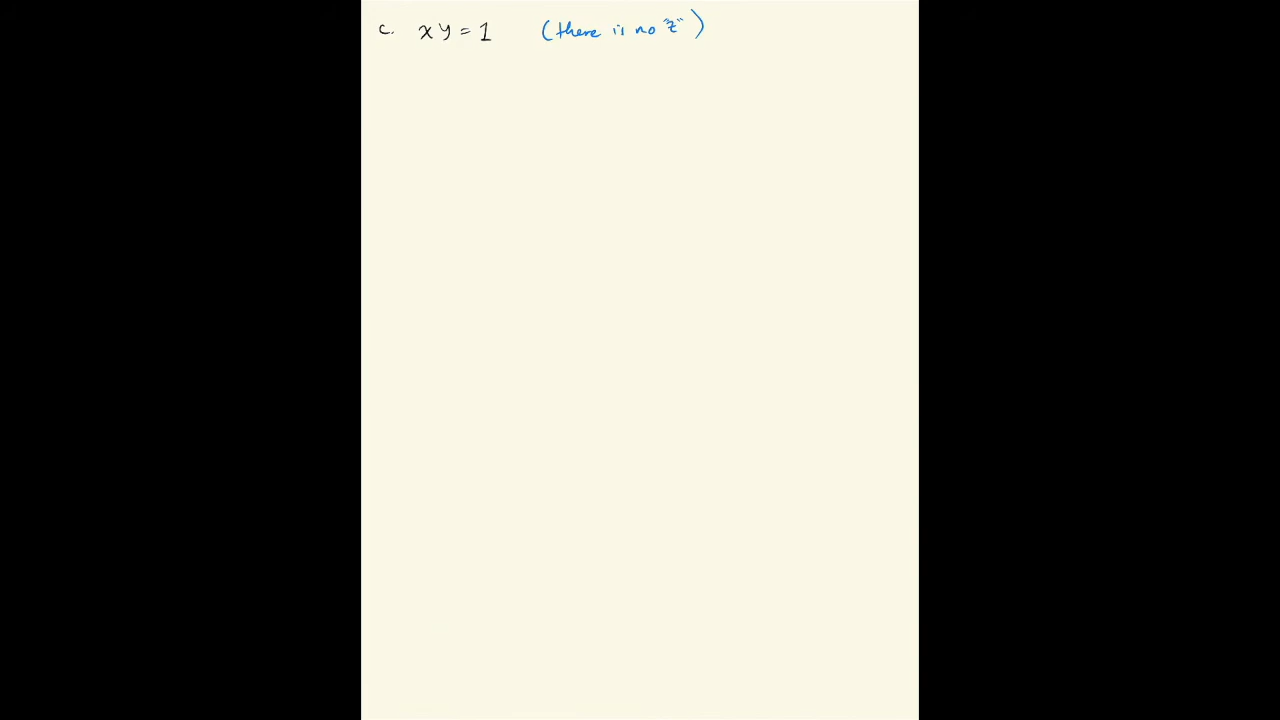 c. xy = 1 (there is no "z")